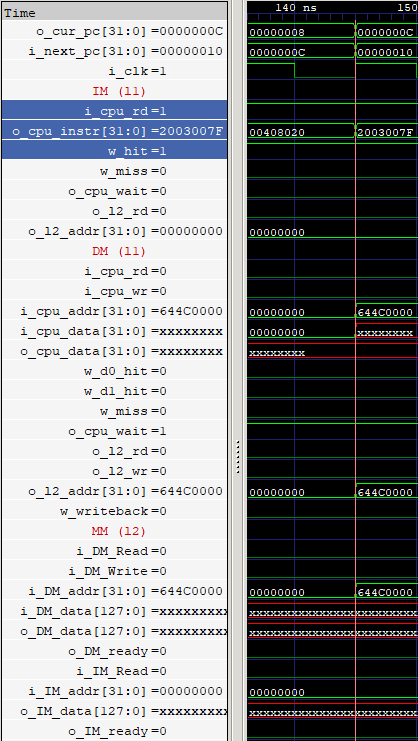 Time
140 ns 150
o_cur_pc[31:0] =0000000C 00000008 0000000C
i_next_pc[31:0] =00000010 0000000C 00000010
i_clk =1
IM (l1)
i_cpu_rd =1
o_cpu_instr[31:0] =2003007F 00408020 2003007F
w_hit =1
w_miss =0
o_cpu_wait =0
o_l2_rd =0
o_l2_addr[31:0] =00000000 00000000
DM (l1)
i_cpu_rd =0
i_cpu_wr =0
i_cpu_addr[31:0] =644C0000 00000000 644C0000
i_cpu_data[31:0] =xxxxxxxx 00000000 xxxxxxxx
o_cpu_data[31:0] =xxxxxxxx xxxxxxxx
w_d0_hit =0
w_d1_hit =0
w_miss =0
o_cpu_wait =1
o_l2_rd =0
o_l2_wr =0
o_l2_addr[31:0] =644C0000 00000000 644C0000
w_writeback =0
MM (l2)
i_DM_Read =0
i_DM_Write =0
i_DM_addr[31:0] =644C0000 00000000 644C0000
i_DM_data[127:0] =xxxxxxxxx xxxxxxxxxxxxxxxxxxxxxxxx
o_DM_data[127:0] =xxxxxxxxx xxxxxxxxxxxxxxxxxxxxxxxx
o_DM_ready =0
i_IM_Read =0
i_IM_addr[31:0] =00000000 00000000
o_IM_data[127:0] =xxxxxxxxx xxxxxxxxxxxxxxxxxxxxxxxx
o_IM_ready =0